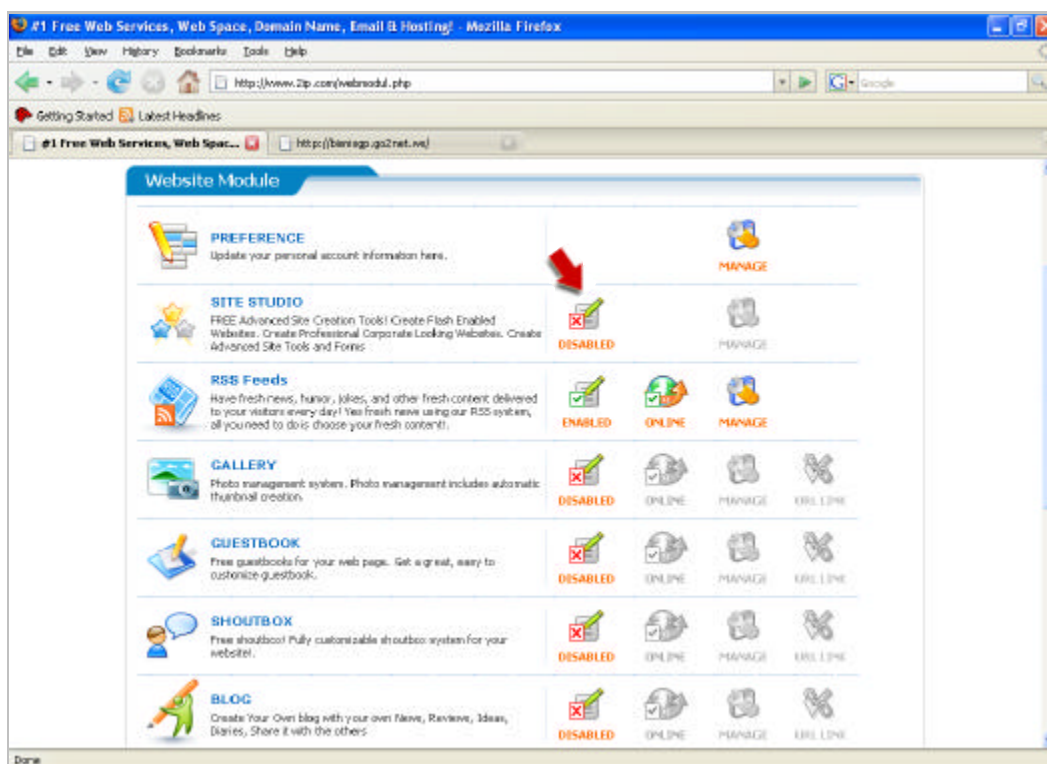 #1 Free Web Services, Web Space, Domain Name, Email & Hosting! - Mozilla Firefox
File Edit View History Bookmarks Tools Help
http://www.2ip.com/webmodul.php
Google
Getting Started Latest Headlines
#1 Free Web Services, Web Spac...
Website Module
PREFERENCE
Update your personal account information here.
MANAGE
SITE STUDIO
FREE Advanced Site Creation Tools! Create Flash Enabled
Websites. Create Professional Corporate Looking Websites. Create
Advanced Site Tools and Forms
DISABLED MANAGE
RSS Feeds
Have fresh news, humor, jokes, and other fresh content delivered
to your visitors every day! Yes fresh news using our RSS system,
all you need to do is choose your fresh content!.
ENABLED ONLINE MANAGE
GALLERY
Photo management system. Photo management includes automatic
thumbnail creation.
DISABLED ONLINE MANAGE URL LINK
GUESTBOOK
Free guestbooks for your web page. Get a great, easy to
customize guestbook.
DISABLED ONLINE MANAGE URL LINK
SHOUTBOX
Free shoutbox! Fully customizable shoutbox system for your
website!.
DISABLED ONLINE MANAGE URL LINK
BLOG
Create Your Own blog with your own News, Reviews, Ideas,
Diaries, Share it with the others
DISABLED ONLINE MANAGE URL LINK
Done